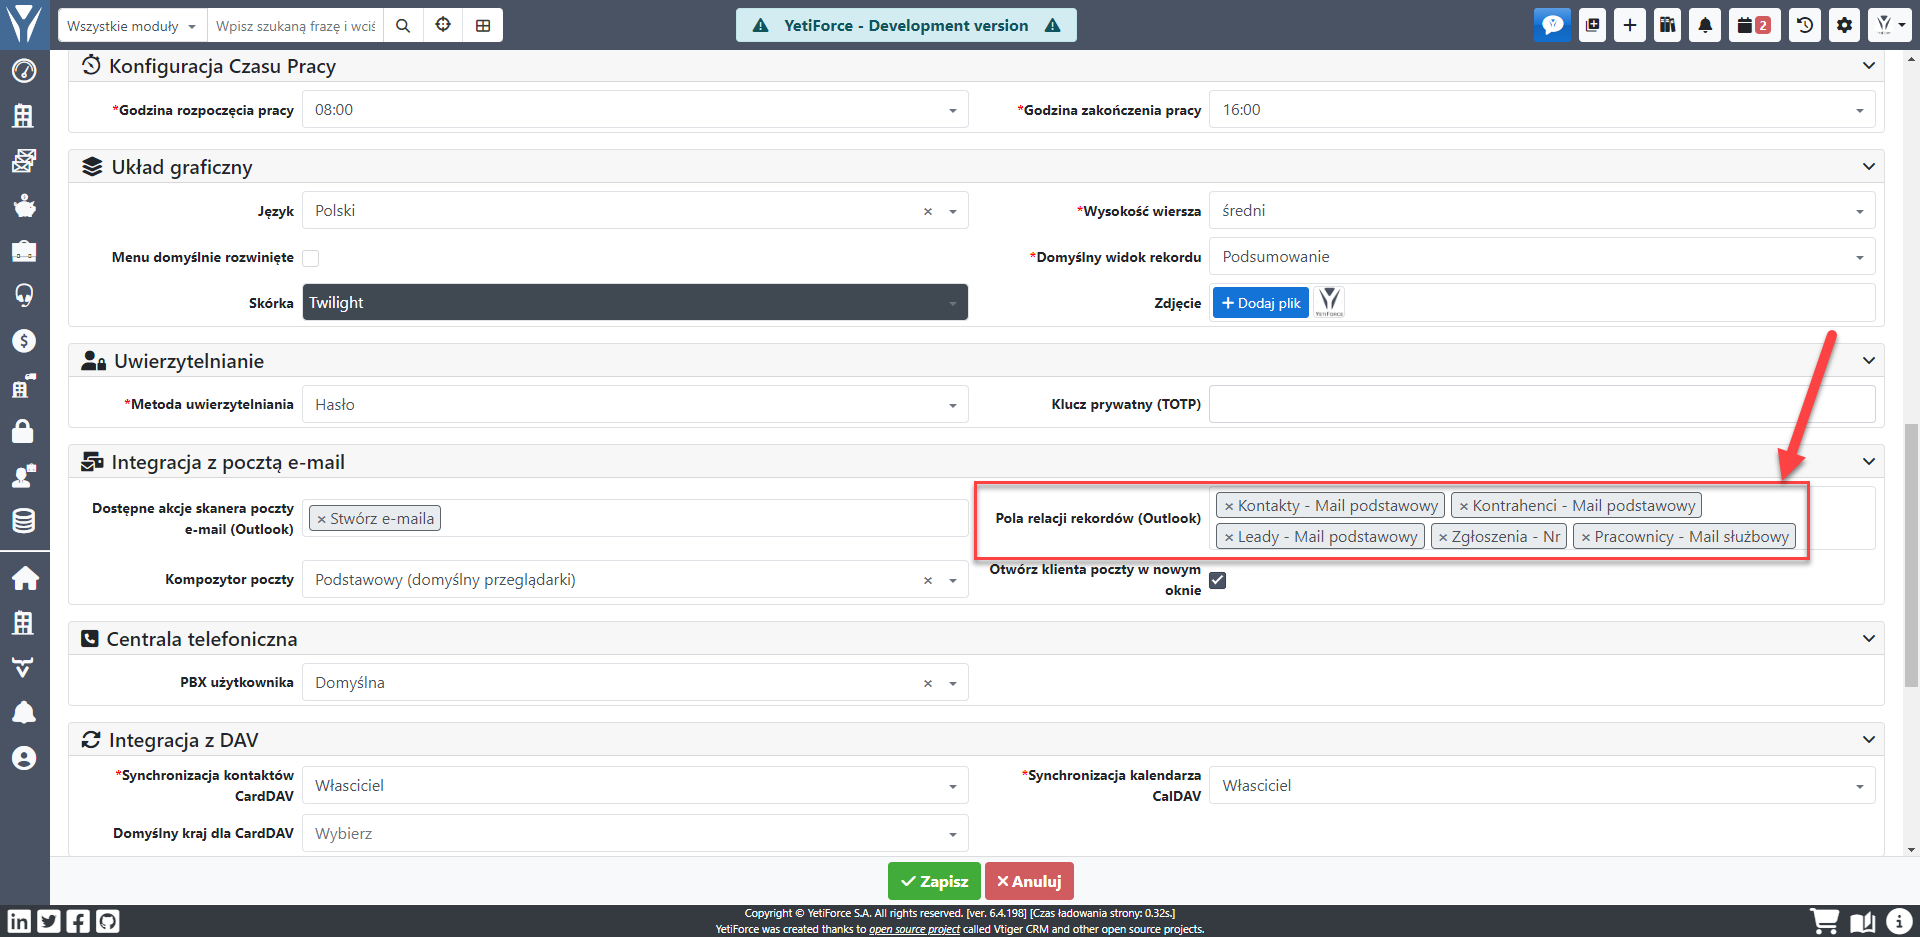 Wszystkie moduły
Wpisz szukaną frazę i wciś
YetiForce - Development version
2
Konfiguracja Czasu Pracy
*Godzina rozpoczęcia pracy
08:00
*Godzina zakończenia pracy
16:00
Układ graficzny
Język
Polski
*Wysokość wiersza
średni
Menu domyślnie rozwinięte
*Domyślny widok rekordu
Podsumowanie
Skórka
Twilight
Zdjęcie
Dodaj plik
YETIFORCE
Uwierzytelnianie
*Metoda uwierzytelniania
Hasło
Klucz prywatny (TOTP)
Integracja z pocztą e-mail
Dostępne akcje skanera poczty
e-mail (Outlook)
× Stwórz e-maila
Pola relacji rekordów (Outlook)
× Kontakty - Mail podstawowy
× Kontrahenci - Mail podstawowy
× Leady - Mail podstawowy
× Zgłoszenia - Nr
× Pracownicy - Mail służbowy
Kompozytor poczty
Podstawowy (domyślny przeglądarki)
Otwórz klienta poczty w nowym
oknie
Centrala telefoniczna
PBX użytkownika
Domyślna
Integracja z DAV
*Synchronizacja kontaktów
CardDAV
Własciciel
*Synchronizacja kalendarza
CalDAV
Własciciel
Domyślny kraj dla CardDAV
Wybierz
Zapisz
Anuluj
Copyright © YetiForce S.A. All rights reserved. [ver. 6.4.198] [Czas ładowania strony: 0.32s.]
YetiForce was created thanks to open source project called Vtiger CRM and other open source projects.